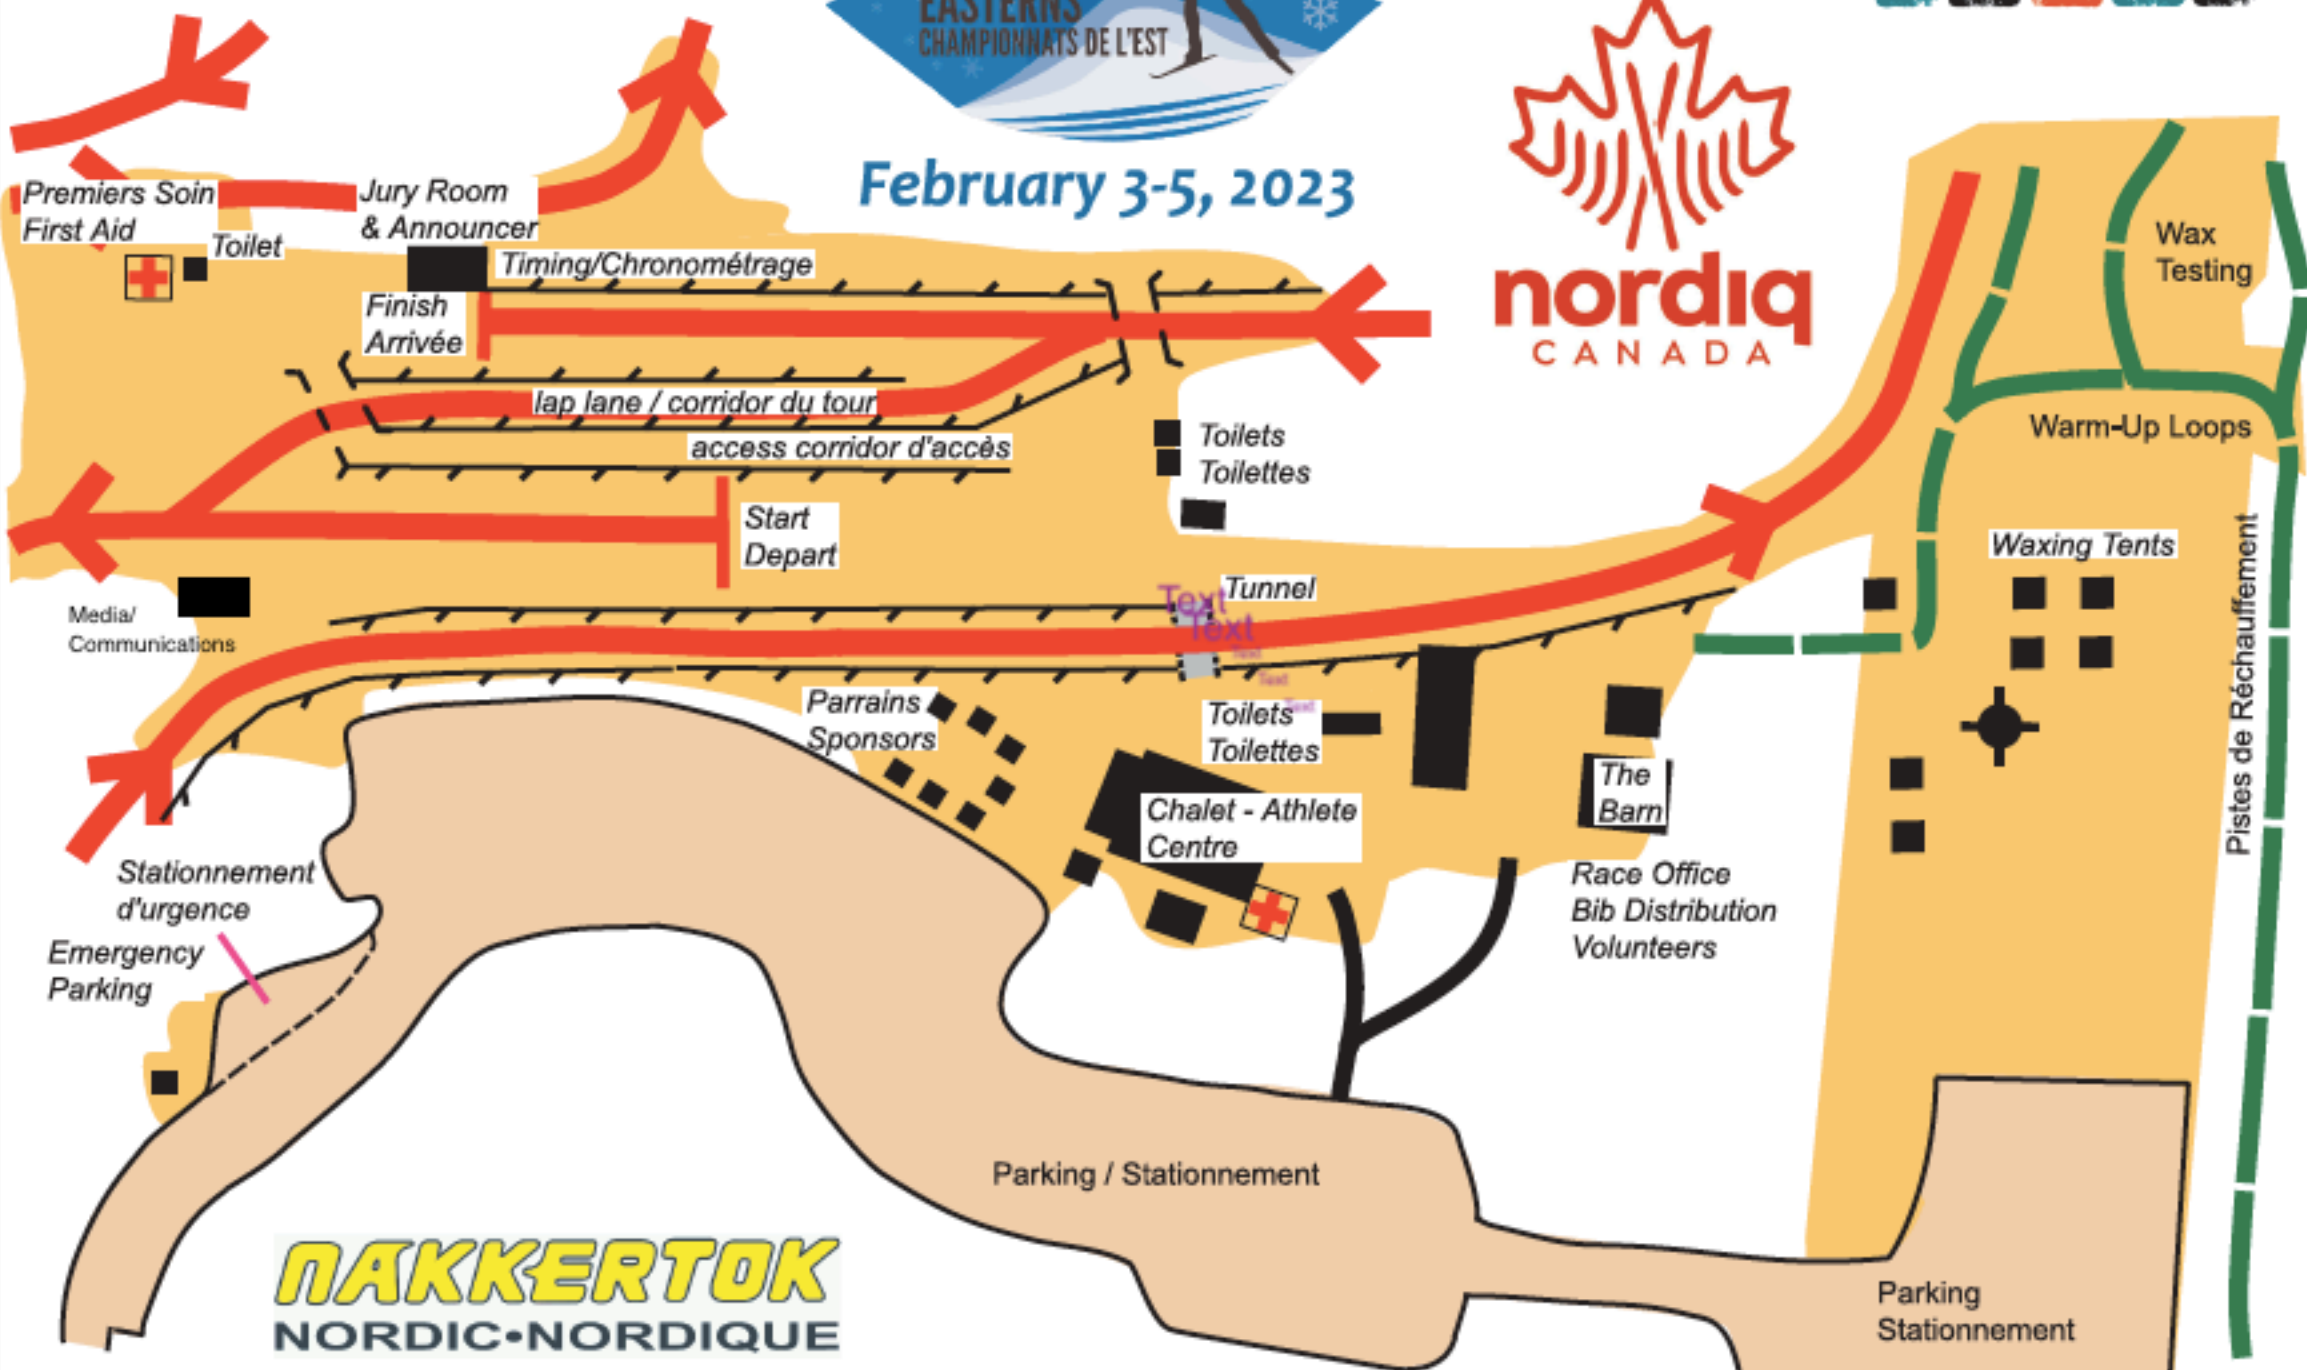 EASTERNS
CHAMPIONNATS DE L'EST
February 3-5, 2023
nordiq
CANADA
Premiers Soin
First Aid
Toilet
Jury Room
& Announcer
Timing/Chronométrage
Finish
Arrivée
lap lane / corridor du tour
access corridor d'accès
Toilets
Toilettes
Start
Depart
Wax
Testing
Warm-Up Loops
Waxing Tents
Pistes de Réchauffement
Media/
Communications
Tunnel
Text
Text
Text
Text
Text
Parrains
Sponsors
Toilets
Toilettes
Chalet - Athlete
Centre
The
Barn
Race Office
Bib Distribution
Volunteers
Stationnement
d'urgence
Emergency
Parking
Parking / Stationnement
Parking
Stationnement
NAKKERTOK
NORDIC•NORDIQUE